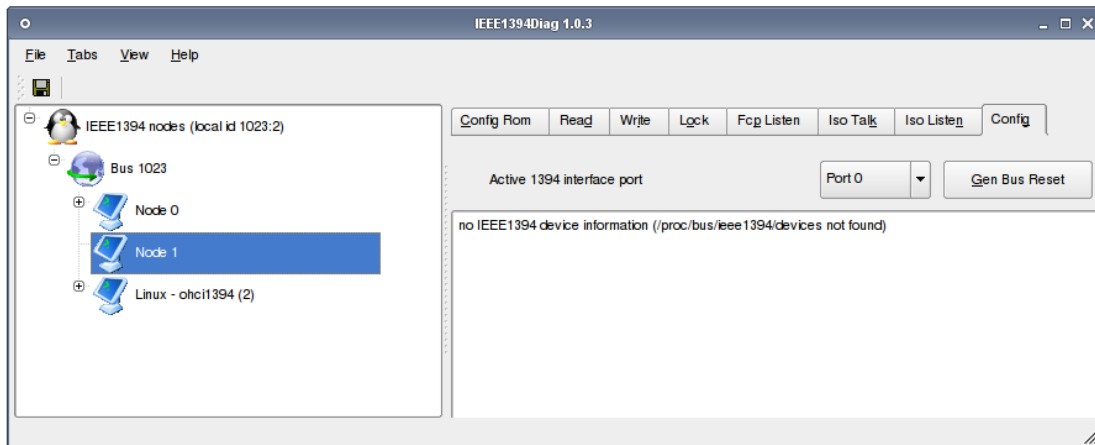 IEEE1394Diag 1.0.3
File Tabs View Help
IEEE1394 nodes (local id 1023:2)
Bus 1023
Node 0
Node 1
Linux - ohci1394 (2)
Config Rom Read Write Lock Fcp Listen Iso Talk Iso Listen Config
Active 1394 interface port Port 0 Gen Bus Reset
no IEEE1394 device information (/proc/bus/ieee1394/devices not found)